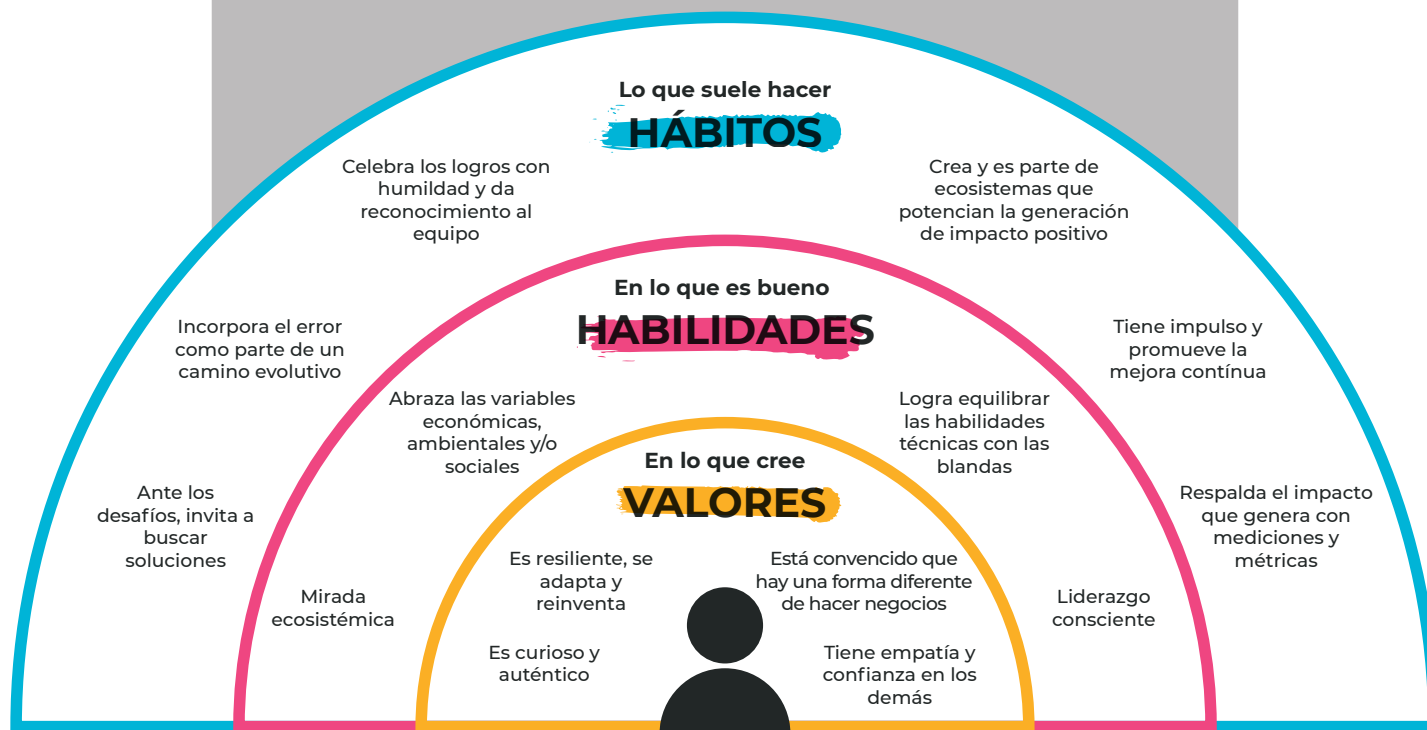 Lo que suele hacer
HÁBITOS
Celebra los logros con
humildad y da
reconocimiento al
equipo
Crea y es parte de
ecosistemas que
potencian la generación
de impacto positivo
Incorpora el error
como parte de un
camino evolutivo
Tiene impulso y
promueve la
mejora contínua
Ante los
desafíos, invita a
buscar
soluciones
Respalda el impacto
que genera con
mediciones y
métricas
En lo que es bueno
HABILIDADES
Abraza las variables
económicas,
ambientales y/o
sociales
Logra equilibrar
las habilidades
técnicas con las
blandas
Mirada
ecosistémica
Liderazgo
consciente
En lo que cree
VALORES
Es resiliente, se
adapta y
reinventa
Está convencido que
hay una forma diferente
de hacer negocios
Es curioso y
auténtico
Tiene empatía y
confianza en los
demás